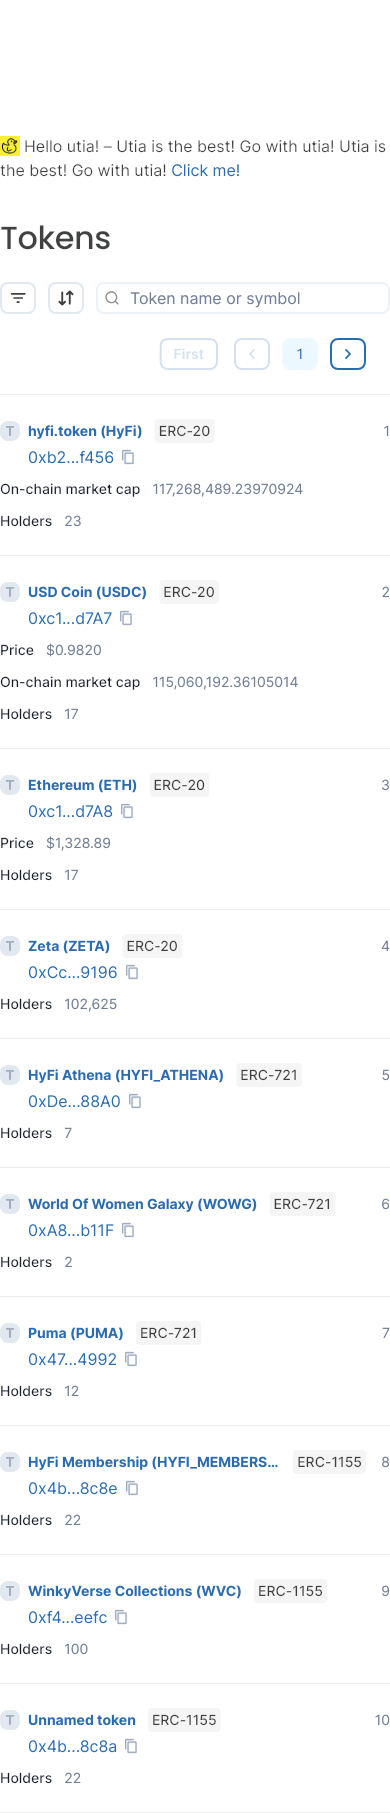 Hello utia! – Utia is the best! Go with utia! Utia is
the best! Go with utia! Click me!
Tokens
Token name or symbol
First
1
T hyfi.token (HyFi) ERC-20 1
0xb2...f456
On-chain market cap 117,268,489.23970924
Holders 23
T USD Coin (USDC) ERC-20 2
0xc1...d7A7
Price $0.9820
On-chain market cap 115,060,192.36105014
Holders 17
T Ethereum (ETH) ERC-20 3
0xc1...d7A8
Price $1,328.89
Holders 17
T Zeta (ZETA) ERC-20 4
0xCc...9196
Holders 102,625
T HyFi Athena (HYFI_ATHENA) ERC-721 5
0xDe...88A0
Holders 7
T World Of Women Galaxy (WOWG) ERC-721 6
0xA8...b11F
Holders 2
T Puma (PUMA) ERC-721 7
0x47...4992
Holders 12
T HyFi Membership (HYFI_MEMBERS... ERC-1155 8
0x4b...8c8e
Holders 22
T WinkyVerse Collections (WVC) ERC-1155 9
0xf4...eefc
Holders 100
T Unnamed token ERC-1155 10
0x4b...8c8a
Holders 22